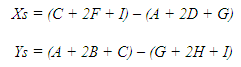 Xs = (C + 2F + I) – (A + 2D + G)
Ys = (A + 2B + C) – (G + 2H + I)